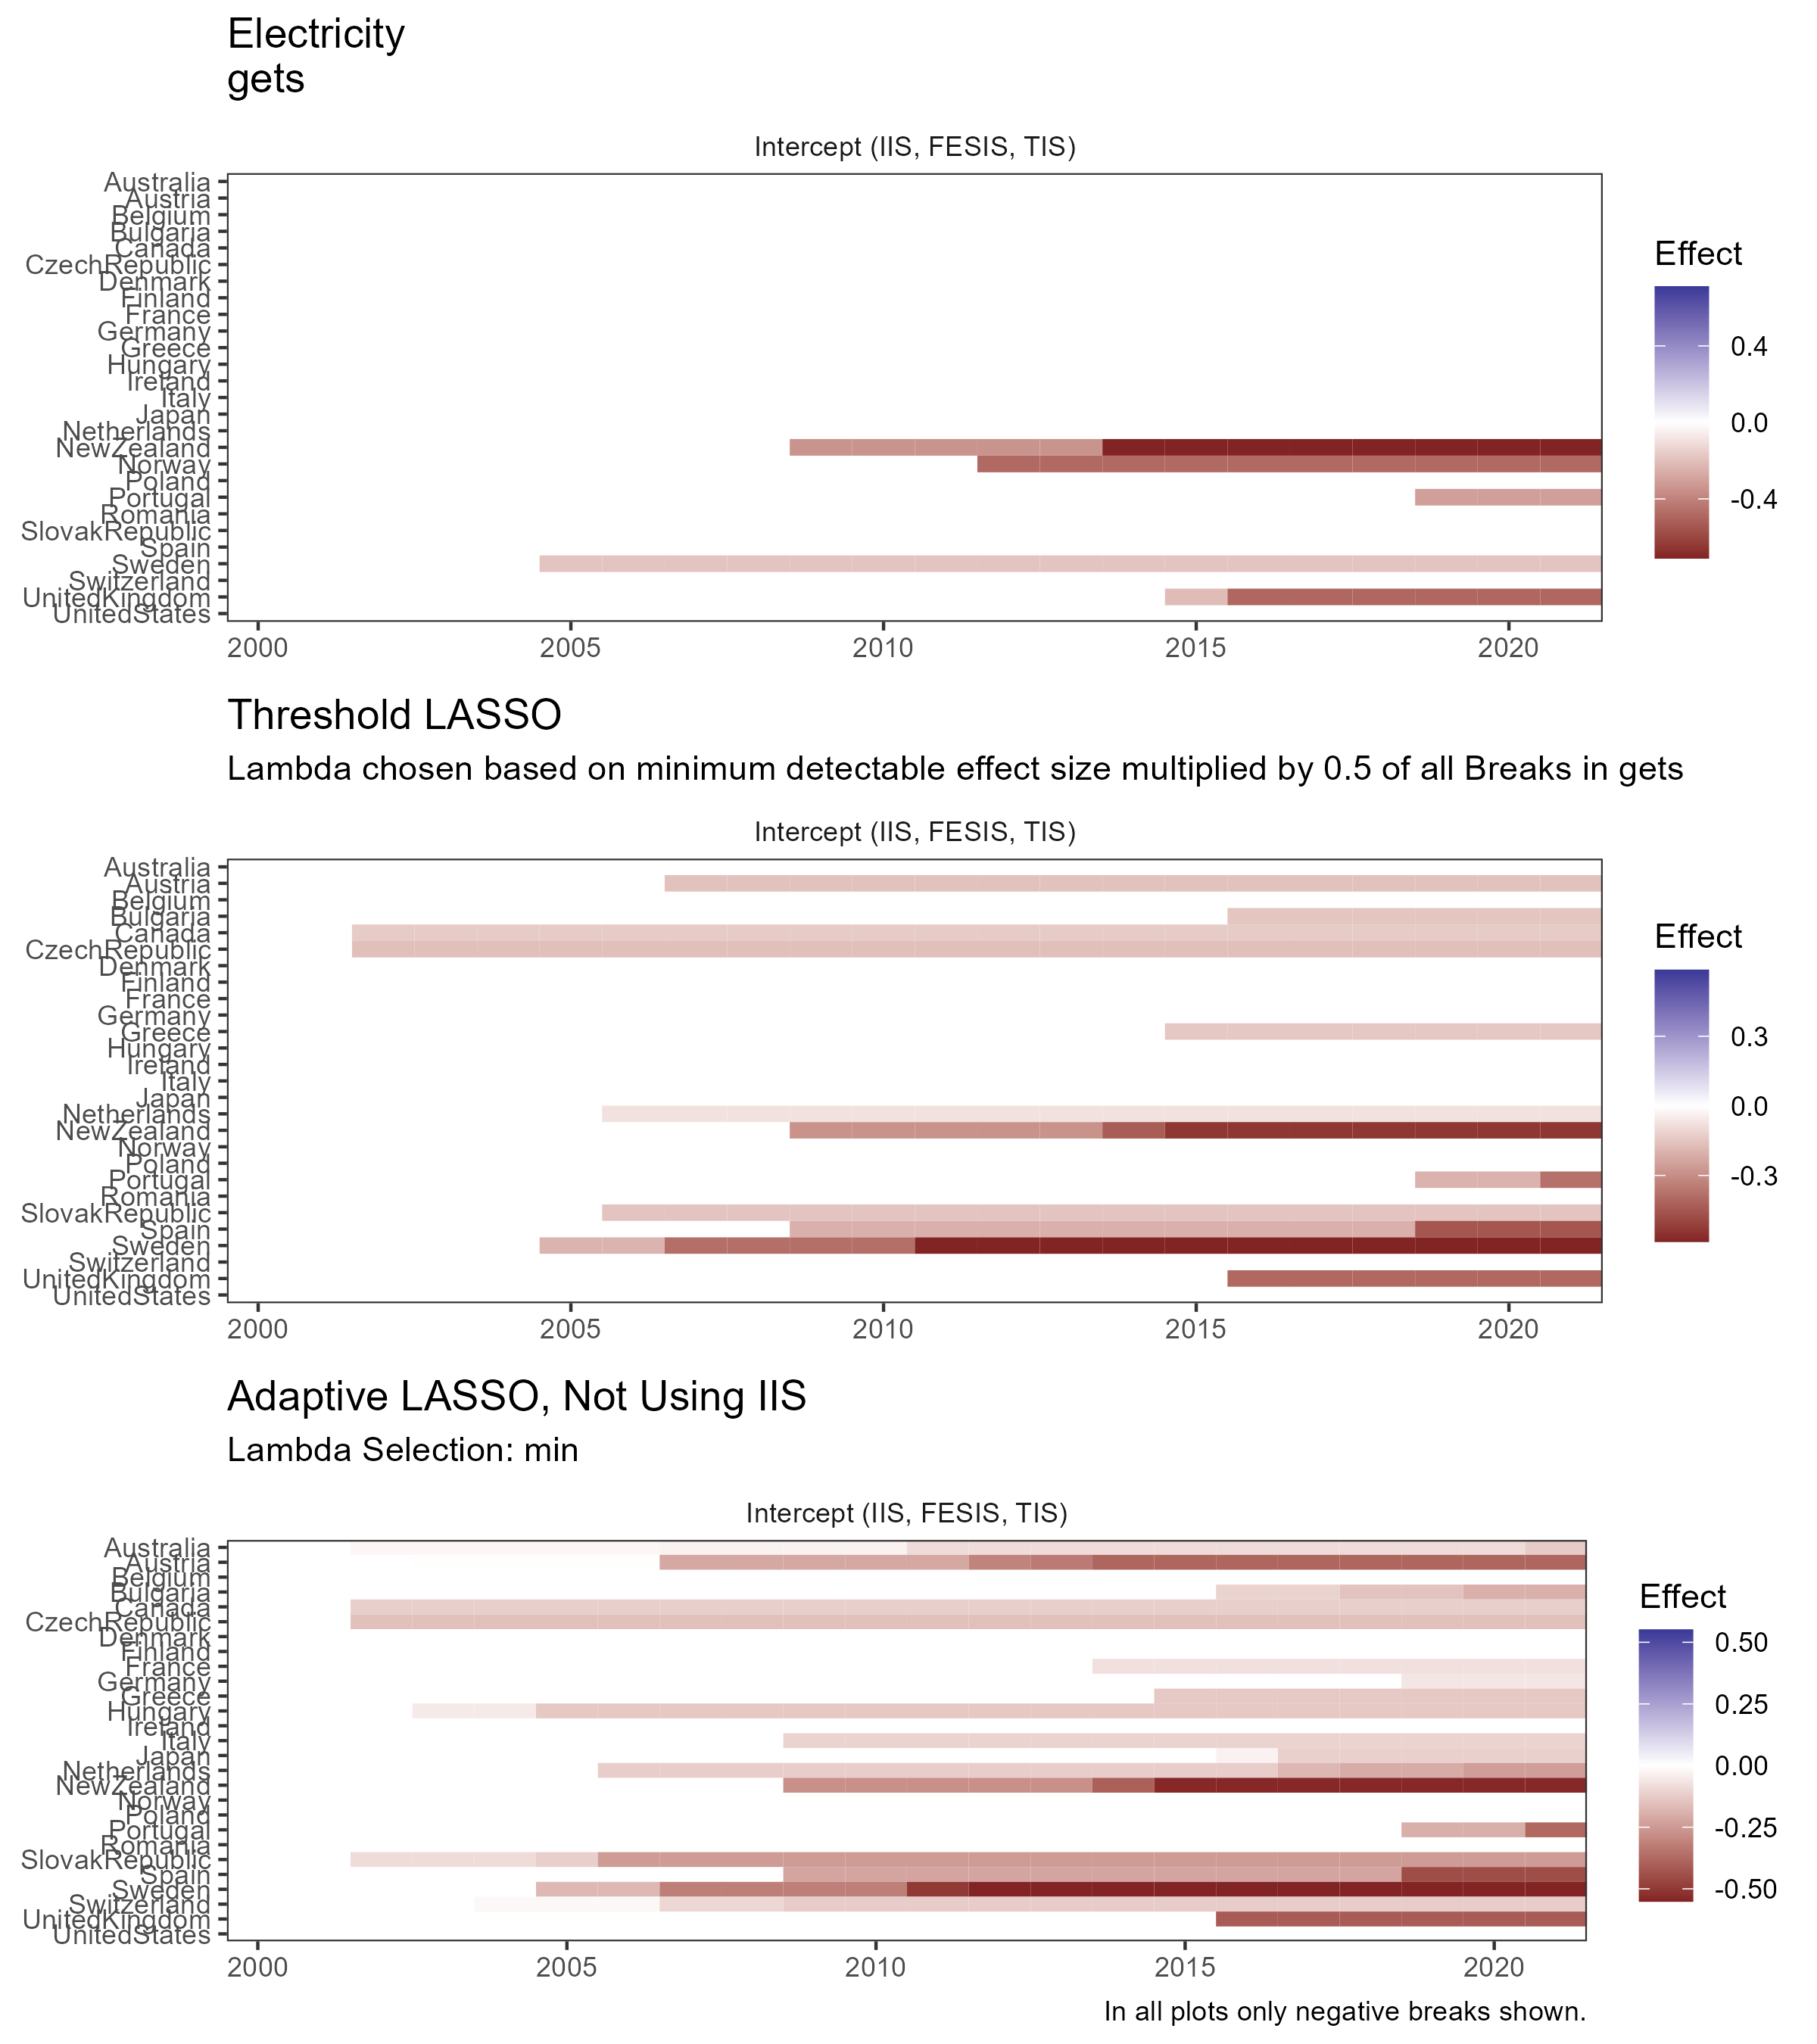 Electricity
gets
Intercept (IIS, FESIS, TIS)
Australia
Austria
Belgium
Bulgaria
Canada
CzechRepublic
Denmark
Finland
France
Germany
Greece
Hungary
Ireland
Italy
Japan
Netherlands
NewZealand
Norway
Poland
Portugal
Romania
SlovakRepublic
Spain
Sweden
Switzerland
UnitedKingdom
UnitedStates
2000 2005 2010 2015 2020
Effect
0.4
0.0
-0.4
Threshold LASSO
Lambda chosen based on minimum detectable effect size multiplied by 0.5 of all Breaks in gets
Intercept (IIS, FESIS, TIS)
Australia
Austria
Belgium
Bulgaria
Canada
CzechRepublic
Denmark
Finland
France
Germany
Greece
Hungary
Ireland
Italy
Japan
Netherlands
NewZealand
Norway
Poland
Portugal
Romania
SlovakRepublic
Spain
Sweden
Switzerland
UnitedKingdom
UnitedStates
2000 2005 2010 2015 2020
Effect
0.3
0.0
-0.3
Adaptive LASSO, Not Using IIS
Lambda Selection: min
Intercept (IIS, FESIS, TIS)
Australia
Austria
Belgium
Bulgaria
Canada
CzechRepublic
Denmark
Finland
France
Germany
Greece
Hungary
Ireland
Italy
Japan
Netherlands
NewZealand
Norway
Poland
Portugal
Romania
SlovakRepublic
Spain
Sweden
Switzerland
UnitedKingdom
UnitedStates
2000 2005 2010 2015 2020
Effect
0.50
0.25
0.00
-0.25
-0.50
In all plots only negative breaks shown.